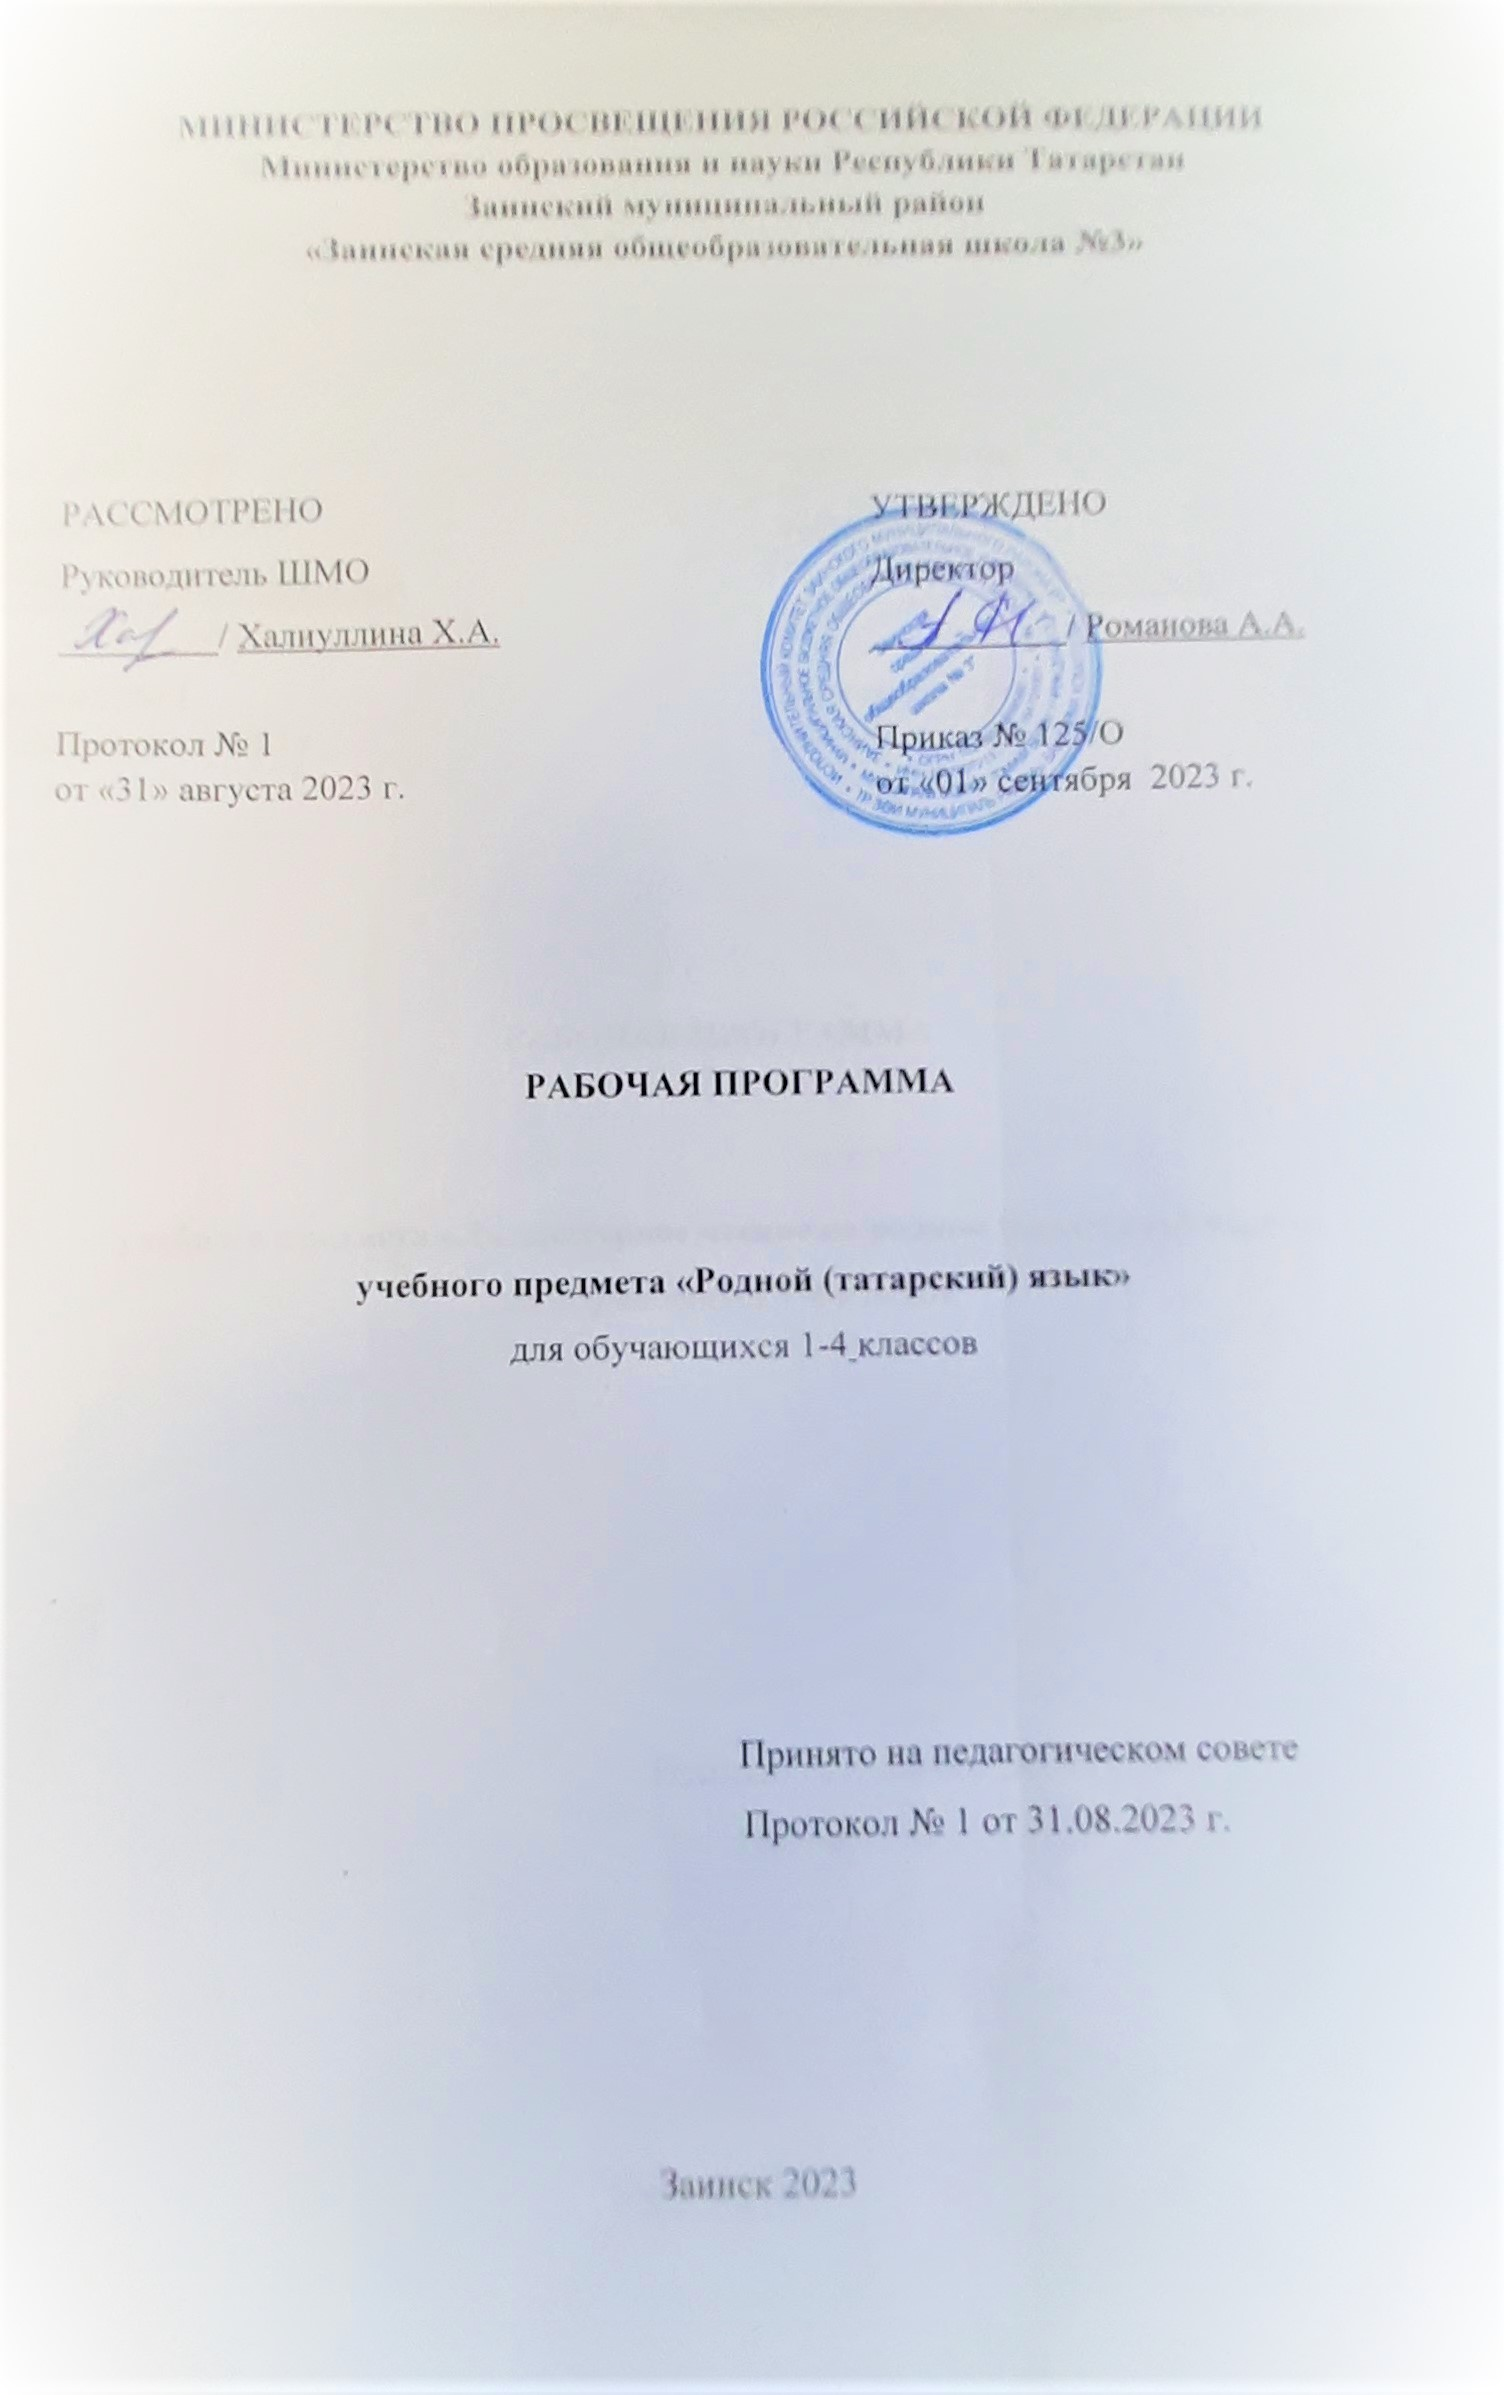 МИНИСТЕРСТВО ПРОСВЕЩЕНИЯ РОССИЙСКОЙ ФЕДЕРАЦИИ
Министерство образования и науки Республики Татарстан
Заинский муниципальный район
«Заинская средняя общеобразовательная школа №3»
РАССМОТРЕНО
Руководитель ШМО
/ Халиуллина Х.А.
Протокол № 1
от «31» августа 2023 г.
УТВЕРЖДЕНО
Директор
/ Романова А.А.
Приказ № 125/О
от «01» сентября 2023 г.
РАБОЧАЯ ПРОГРАММА
учебного предмета «Родной (татарский) язык»
для обучающихся 1-4 классов
Принято на педагогическом совете
Протокол № 1 от 31.08.2023 г.
Заинск 2023